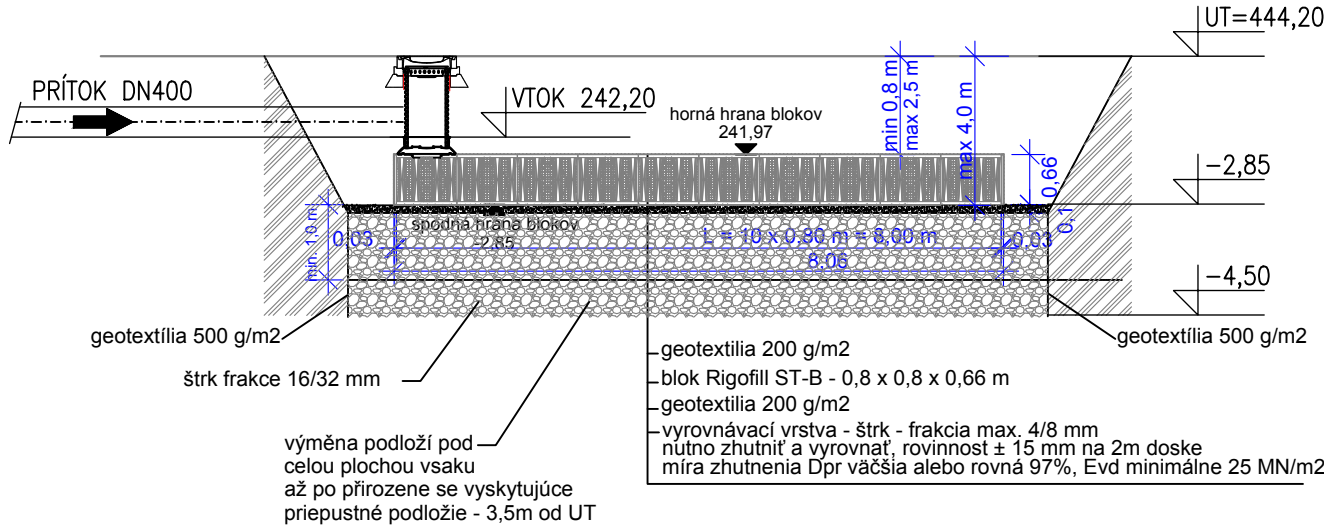 UT=444,20
PRÍTOK DN400
VTOK 242,20
horná hrana blokov
241,97
min 0,8 m
max 2,5 m
max 4,0 m
-2,85
0,66
0,1
spodná hrana blokov
-2,85
min. 1,0 m
0,03
L = 10 x 0,80 m = 8,00 m
0,03
8,06
-4,50
geotextília 500 g/m2
geotextília 500 g/m2
štrk frakce 16/32 mm
geotextilia 200 g/m2
blok Rigofill ST-B - 0,8 x 0,8 x 0,66 m
geotextilia 200 g/m2
vyrovnávací vrstva - štrk - frakcia max. 4/8 mm
nutno zhutniť a vyrovnať, rovinnost ± 15 mm na 2m doske
míra zhutnenia Dpr väčšia alebo rovná 97%, Evd minimálne 25 MN/m2
výměna podloží pod
celou plochou vsaku
až po přirozene se vyskytujúce
priepustné podložie - 3,5m od UT